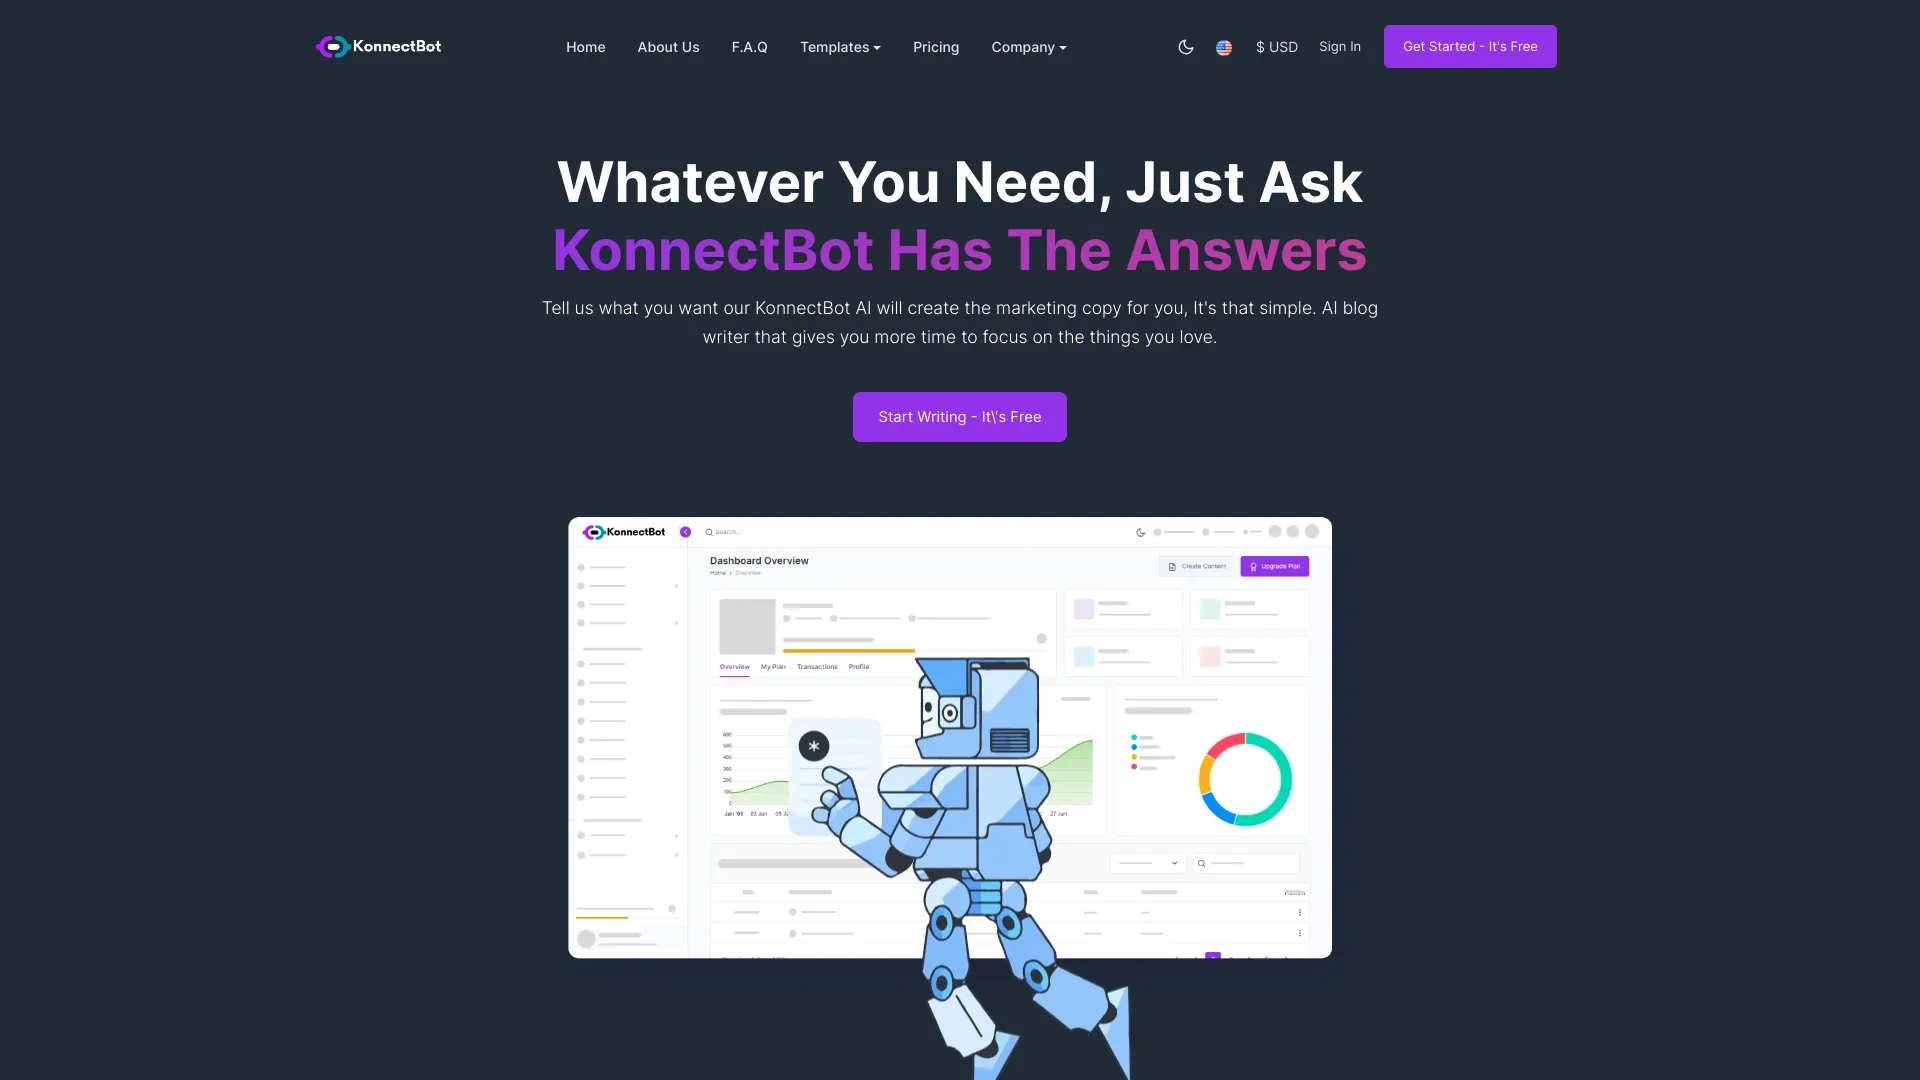 KonnectBot
Home About Us F.A.Q Templates Pricing Company $ USD Sign In Get Started - It's Free
Whatever You Need, Just Ask
KonnectBot Has The Answers
Tell us what you want our KonnectBot AI will create the marketing copy for you, It's that simple. AI blog
writer that gives you more time to focus on the things you love.
Start Writing - It\'s Free
KonnectBot Search...
Dashboard Overview
Home Overview
Create Content Upgrade Plan
Overview My Plan Transactions Profile
600
500
400
300
200
100
0
Jan '01 03 Jan 05 Ja 27 Jan